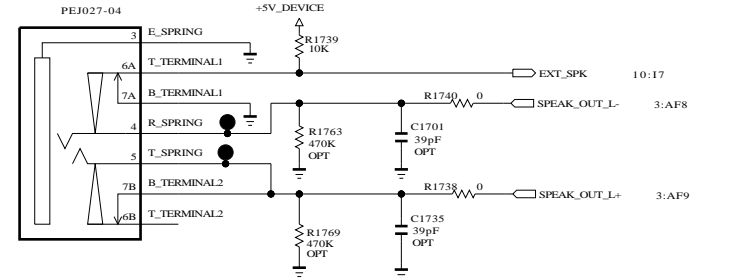 PEJ027-04
+5V_DEVICE
3 E_SPRING
R1739
10K
6A T_TERMINAL1
EXT_SPK 10:I7
7A B_TERMINAL1
R1740 0
SPEAK_OUT_L- 3:AF8
4 R_SPRING
R1763
470K
OPT
C1701
39pF
OPT
5 T_SPRING
7B B_TERMINAL2
R1738 0
SPEAK_OUT_L+ 3:AF9
6B T_TERMINAL2
R1769
470K
OPT
C1735
39pF
OPT